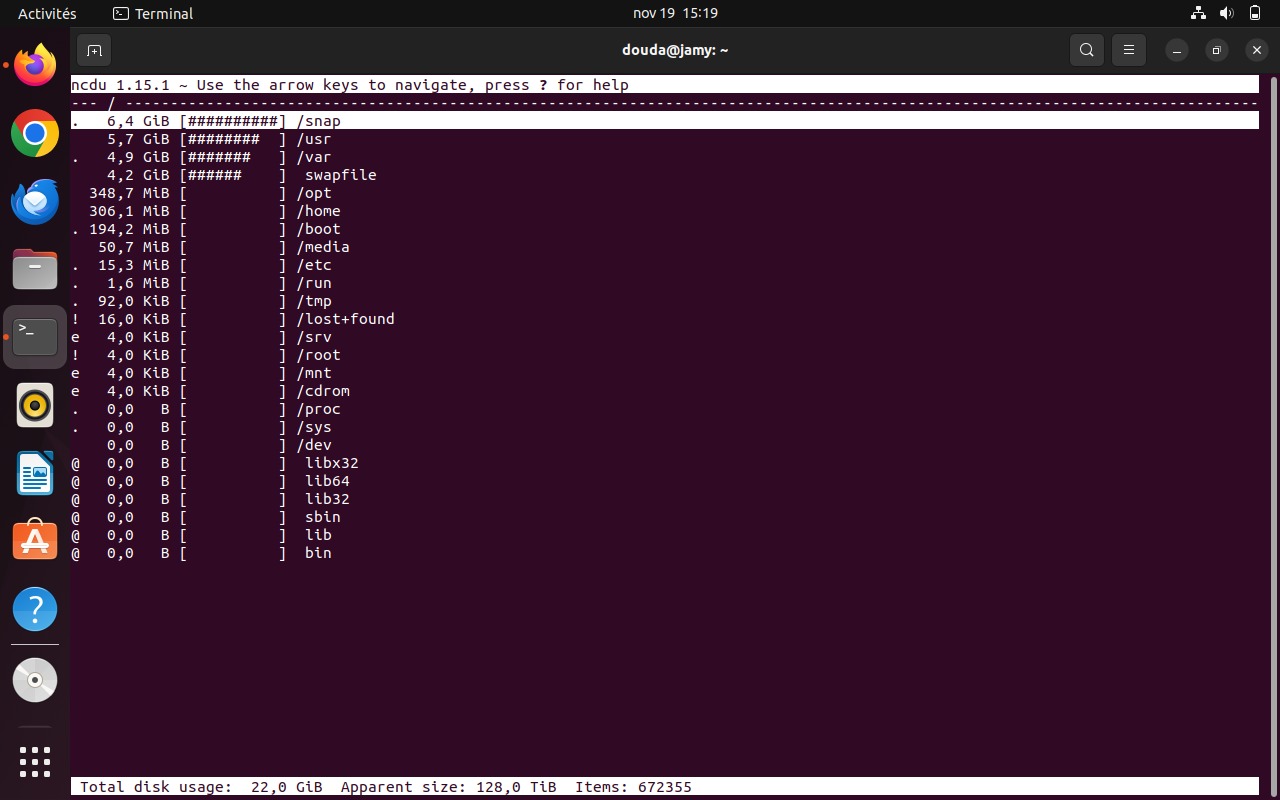 Activités Terminal nov 19 15:19
douda@jamy: ~
ncdu 1.15.1 ~ Use the arrow keys to navigate, press ? for help
--- / ------------------------------------------------------------------------------------------------------------------------------
.   6,4 GiB [##########] /snap
    5,7 GiB [########  ] /usr
.   4,9 GiB [#######   ] /var
    4,2 GiB [######    ]  swapfile
  348,7 MiB [          ] /opt
  306,1 MiB [          ] /home
. 194,2 MiB [          ] /boot
   50,7 MiB [          ] /media
.  15,3 MiB [          ] /etc
.   1,6 MiB [          ] /run
.  92,0 KiB [          ] /tmp
!  16,0 KiB [          ] /lost+found
e   4,0 KiB [          ] /srv
!   4,0 KiB [          ] /root
e   4,0 KiB [          ] /mnt
e   4,0 KiB [          ] /cdrom
.   0,0   B [          ] /proc
.   0,0   B [          ] /sys
    0,0   B [          ] /dev
@   0,0   B [          ]  libx32
@   0,0   B [          ]  lib64
@   0,0   B [          ]  lib32
@   0,0   B [          ]  sbin
@   0,0   B [          ]  lib
@   0,0   B [          ]  bin
Total disk usage:  22,0 GiB  Apparent size: 128,0 TiB  Items: 672355